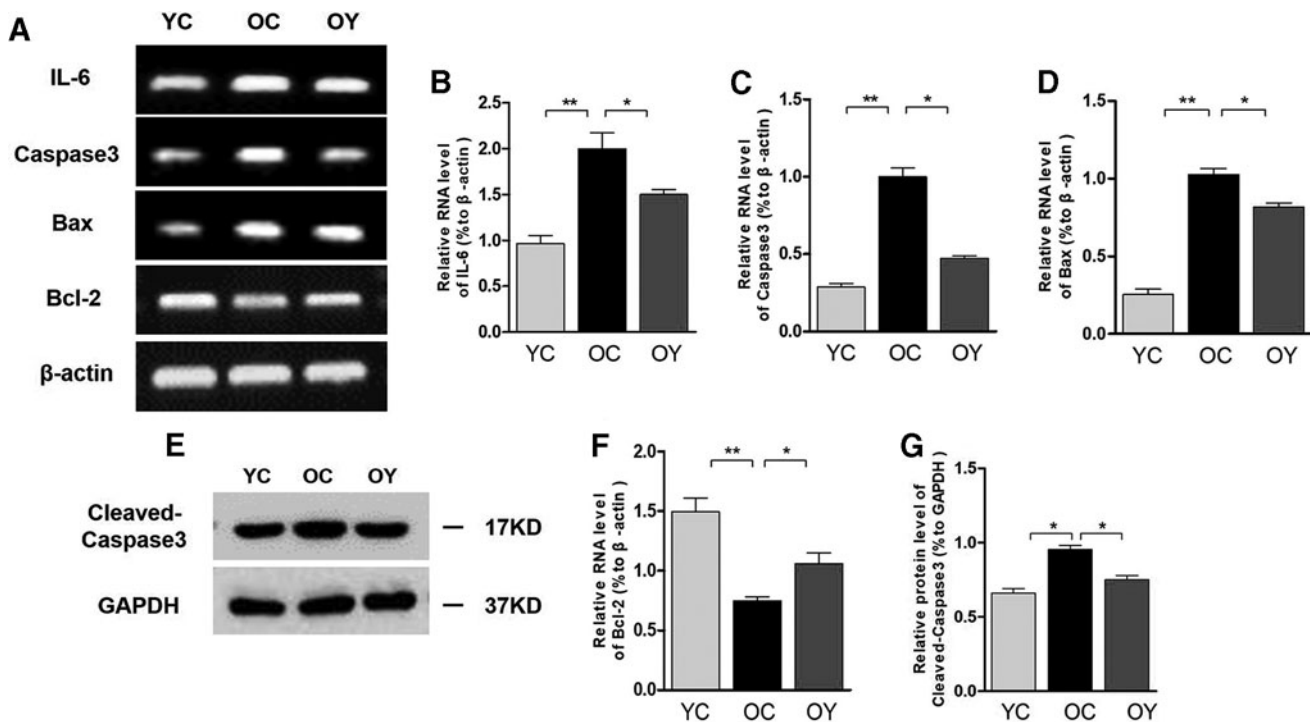 A
YC OC OY
IL-6
Caspase3
Bax
Bcl-2
β-actin
B
Relative RNA level
of IL-6 (% to β -actin)
2.5
2.0
1.5
1.0
0.5
0.0
** *
YC OC OY
C
Relative RNA level
of Caspase3 (% to β -actin)
1.5
1.0
0.5
0.0
** *
YC OC OY
D
Relative RNA level
of Bax (% to β -actin)
1.5
1.0
0.5
0.0
** *
YC OC OY
E
YC OC OY
Cleaved-
Caspase3
17KD
GAPDH
37KD
F
Relative RNA level
of Bcl-2 (% to β -actin)
2.0
1.5
1.0
0.5
0.0
** *
YC OC OY
G
Relative protein level of
Cleaved-Caspase3 (% to GAPDH)
1.5
1.0
0.5
0.0
* *
YC OC OY